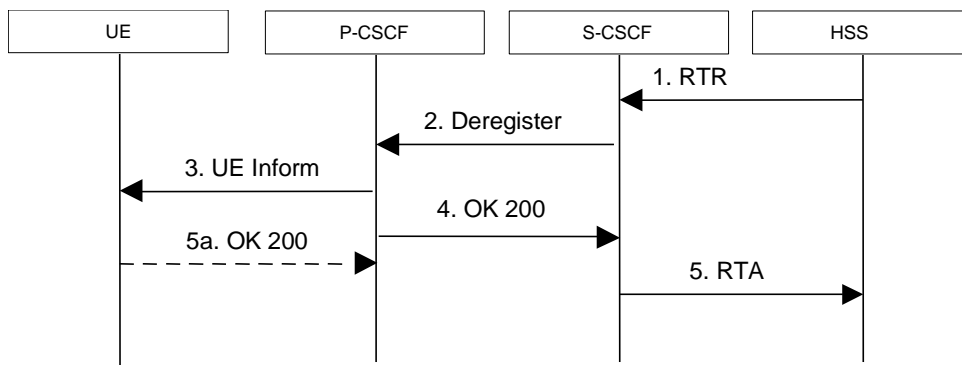 UE
P-CSCF
S-CSCF
HSS
1. RTR
2. Deregister
3. UE Inform
4. OK 200
5a. OK 200
5. RTA